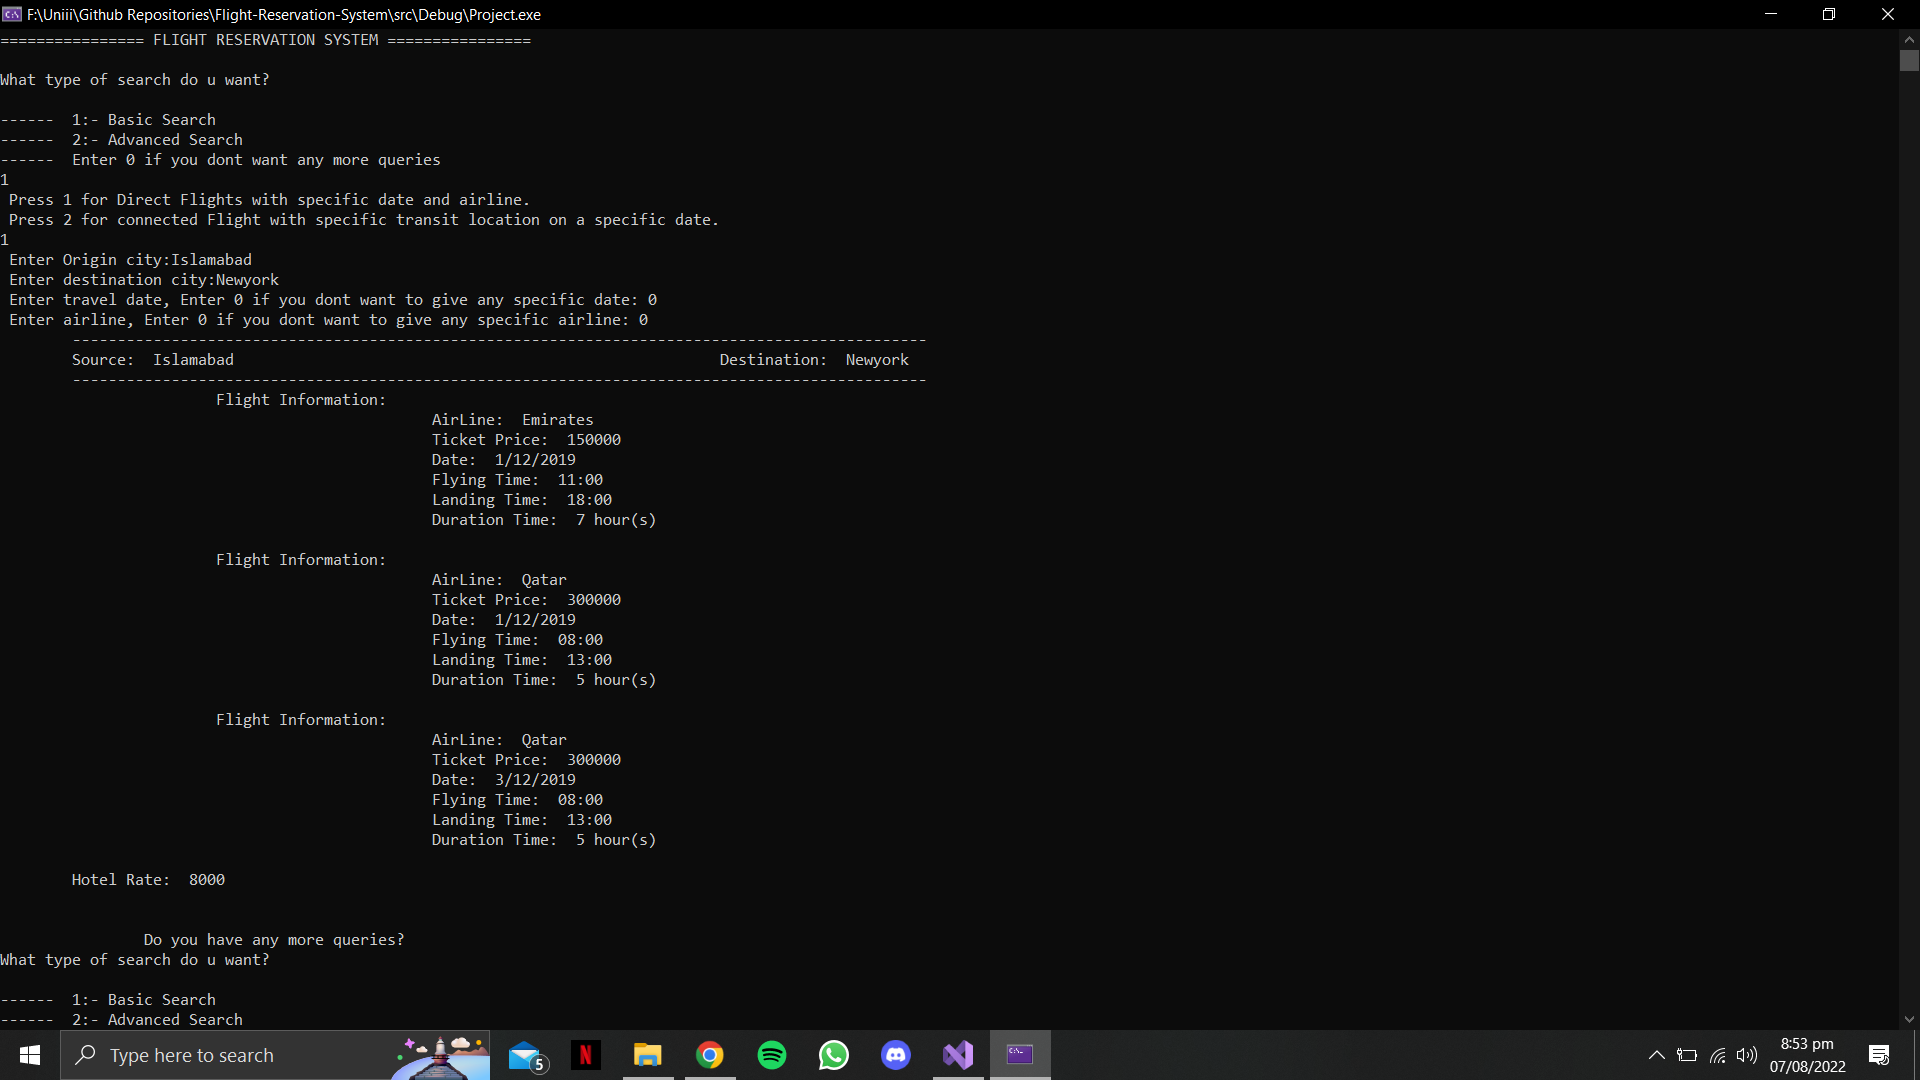 F:\Uniii\Github Repositories\Flight-Reservation-System\src\Debug\Project.exe
================ FLIGHT RESERVATION SYSTEM ================
What type of search do u want?
------  1:- Basic Search
------  2:- Advanced Search
------  Enter 0 if you dont want any more queries
1
Press 1 for Direct Flights with specific date and airline.
Press 2 for connected Flight with specific transit location on a specific date.
1
Enter Origin city:Islamabad
Enter destination city:Newyork
Enter travel date, Enter 0 if you dont want to give any specific date: 0
Enter airline, Enter 0 if you dont want to give any specific airline: 0
-----------------------------------------------------------------------------------------------
Source:  Islamabad                                                      Destination:  Newyork
-----------------------------------------------------------------------------------------------
Flight Information:
AirLine:  Emirates
Ticket Price:  150000
Date:  1/12/2019
Flying Time:  11:00
Landing Time:  18:00
Duration Time:  7 hour(s)
Flight Information:
AirLine:  Qatar
Ticket Price:  300000
Date:  1/12/2019
Flying Time:  08:00
Landing Time:  13:00
Duration Time:  5 hour(s)
Flight Information:
AirLine:  Qatar
Ticket Price:  300000
Date:  3/12/2019
Flying Time:  08:00
Landing Time:  13:00
Duration Time:  5 hour(s)
Hotel Rate:  8000
Do you have any more queries?
What type of search do u want?
------  1:- Basic Search
------  2:- Advanced Search
Type here to search
5
N
8:53 pm
07/08/2022